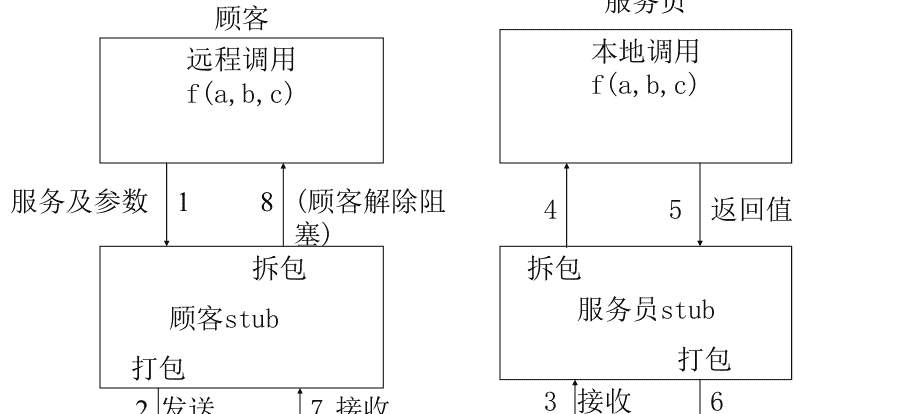 顾客
服务员
远程调用
f(a,b,c)
本地调用
f(a,b,c)
服务及参数
1
8
(顾客解除阻
塞)
4
5
返回值
拆包
顾客stub
打包
拆包
服务员stub
打包
2
发送
7
接收
3
接收
6